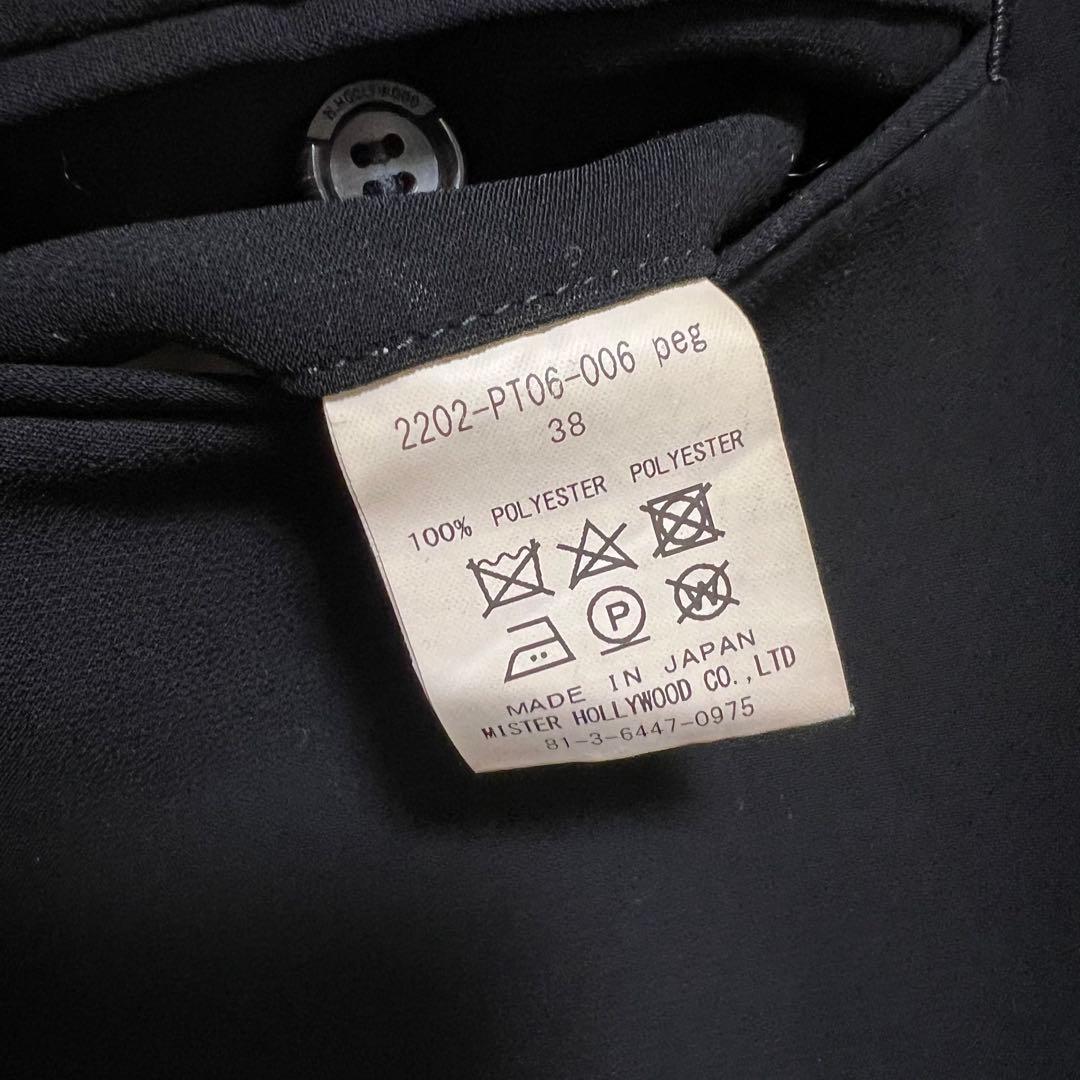 N.HOOLYWOOD
2202-PT06-006 peg
38
100% POLYESTER POLYESTER
P W
MADE IN JAPAN
MISTER HOLLYWOOD CO.,LTD
81-3-6447-0975